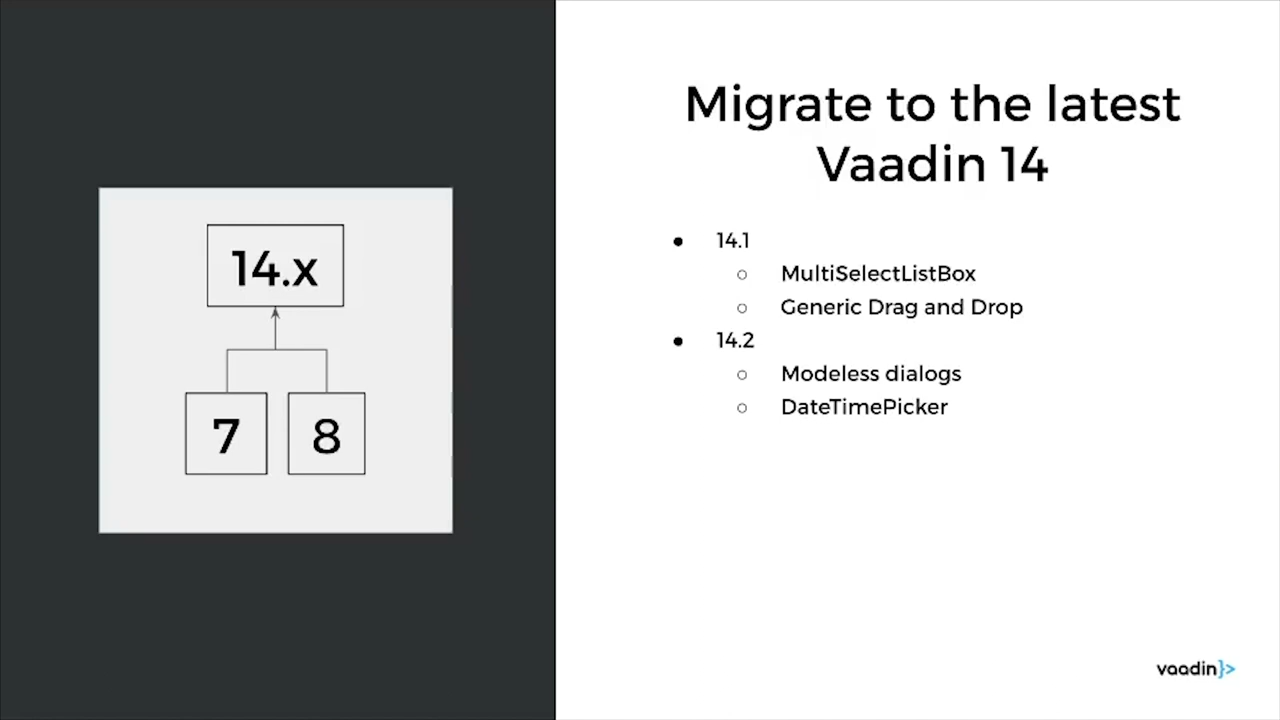 14.x
7
8
Migrate to the latest
Vaadin 14
● 14.1
○ MultiSelectListBox
○ Generic Drag and Drop
● 14.2
○ Modeless dialogs
○ DateTimePicker
vaadin}>